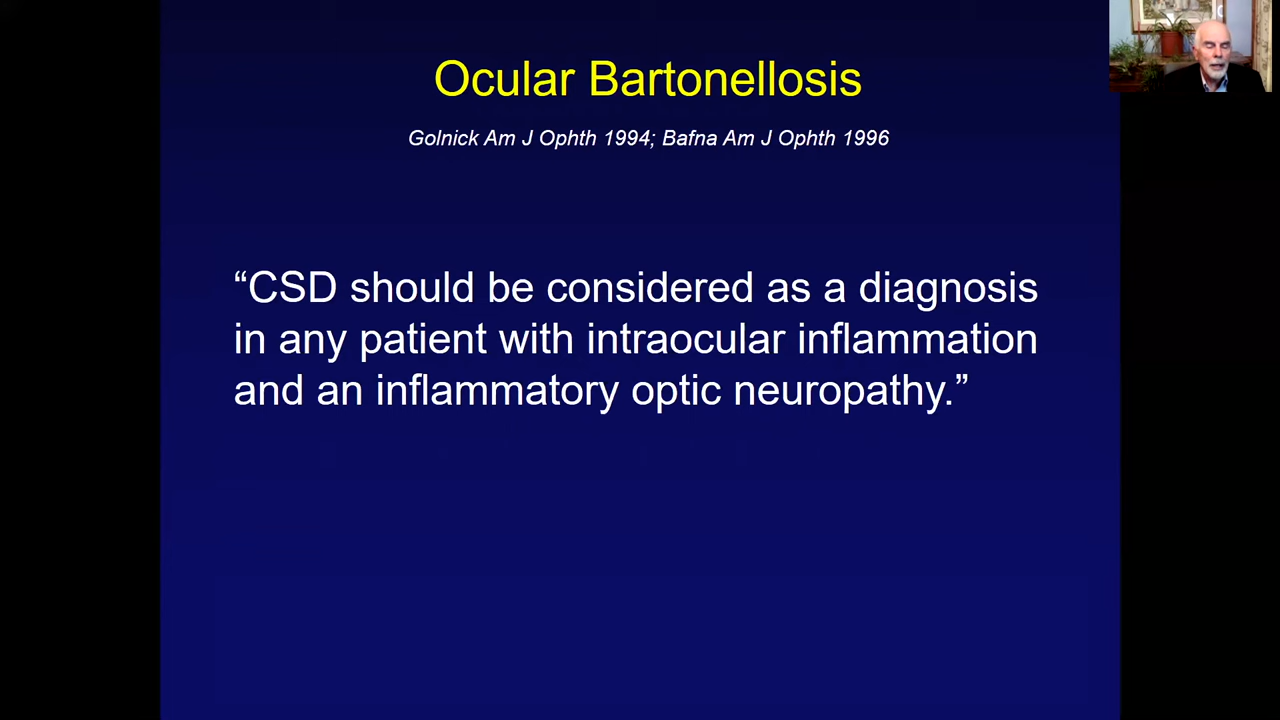 Ocular Bartonellosis
Golnick Am J Ophth 1994; Bafna Am J Ophth 1996
“CSD should be considered as a diagnosis
in any patient with intraocular inflammation
and an inflammatory optic neuropathy.”